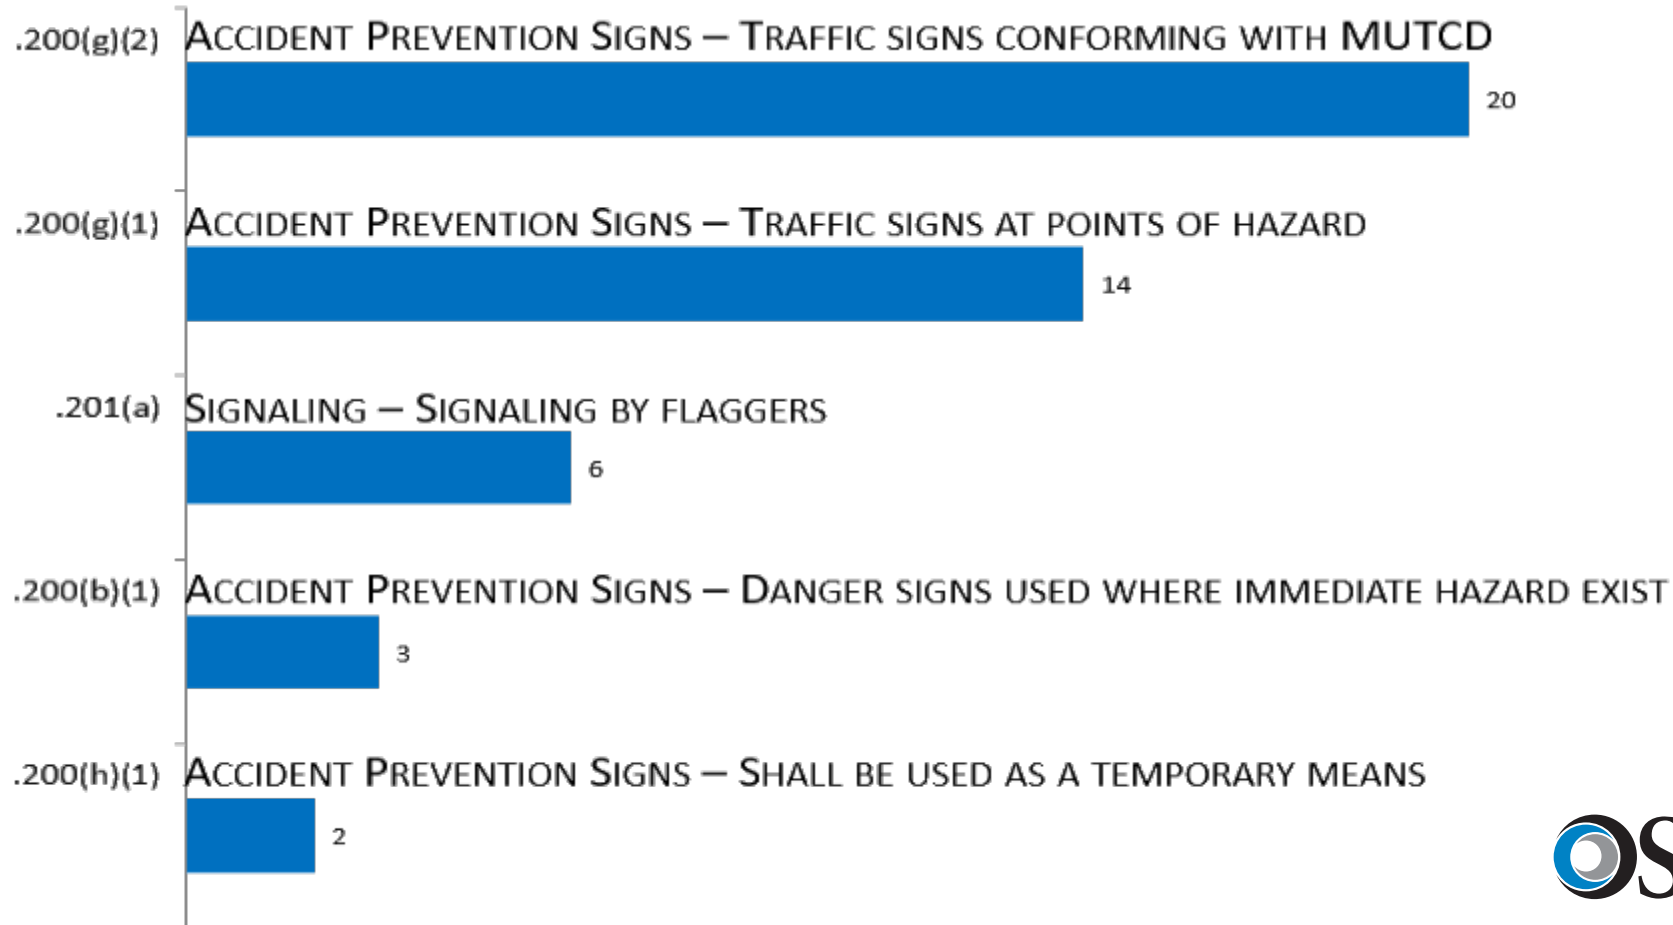 .200(g)(2) Accident Prevention Signs – Traffic signs conforming with MUTCD
20
.200(g)(1) Accident Prevention Signs – Traffic signs at points of hazard
14
.201(a) Signaling – Signaling by flaggers
6
.200(b)(1) Accident Prevention Signs – Danger signs used where immediate hazard exist
3
.200(h)(1) Accident Prevention Signs – Shall be used as a temporary means
2
OS